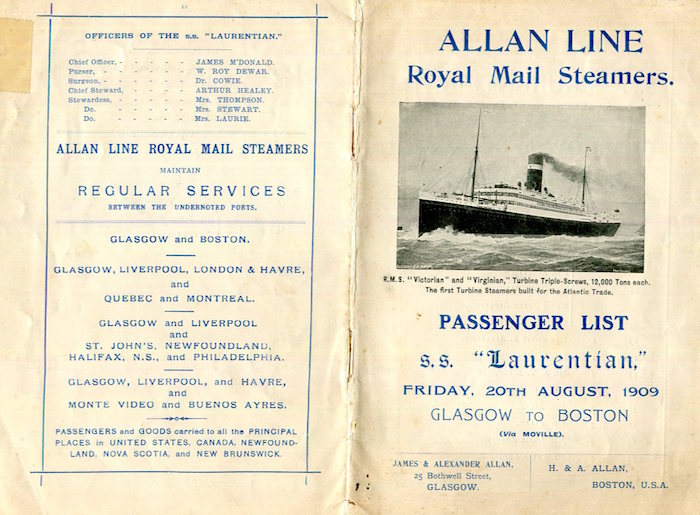 OFFICERS OF THE s.s. "LAURENTIAN."
Chief Officer, - - - - - JAMES M'DONALD.
Purser, - - - - - - W. ROY DEWAR.
Surgeon, - - - - - - Dr. COWIE.
Chief Steward, - - - - - ARTHUR HEALEY.
Stewardess, - - - - - Mrs. THOMPSON.
Do. - - - - - Mrs. STEWART.
Do. - - - - - Mrs. LAURIE.
ALLAN LINE ROYAL MAIL STEAMERS
MAINTAIN
REGULAR SERVICES
BETWEEN THE UNDERNOTED PORTS.
GLASGOW and BOSTON.
GLASGOW, LIVERPOOL, LONDON & HAVRE,
and
QUEBEC and MONTREAL.
GLASGOW and LIVERPOOL
and
ST. JOHN'S, NEWFOUNDLAND,
HALIFAX, N.S., and PHILADELPHIA.
GLASGOW, LIVERPOOL, and HAVRE,
and
MONTE VIDEO and BUENOS AYRES.
PASSENGERS and GOODS carried to all the PRINCIPAL
PLACES in UNITED STATES, CANADA, NEWFOUND-
LAND, NOVA SCOTIA, and NEW BRUNSWICK.
ALLAN LINE
Royal Mail Steamers.
R.M.S. "Victorian" and "Virginian," Turbine Triple-Screws, 12,000 Tons each.
The first Turbine Steamers built for the Atlantic Trade.
PASSENGER LIST
s.s. "Laurentian,"
FRIDAY, 20TH AUGUST, 1909
GLASGOW TO BOSTON
(Via MOVILLE).
JAMES & ALEXANDER ALLAN,
25 Bothwell Street,
GLASGOW.
H. & A. ALLAN,
BOSTON, U.S.A.